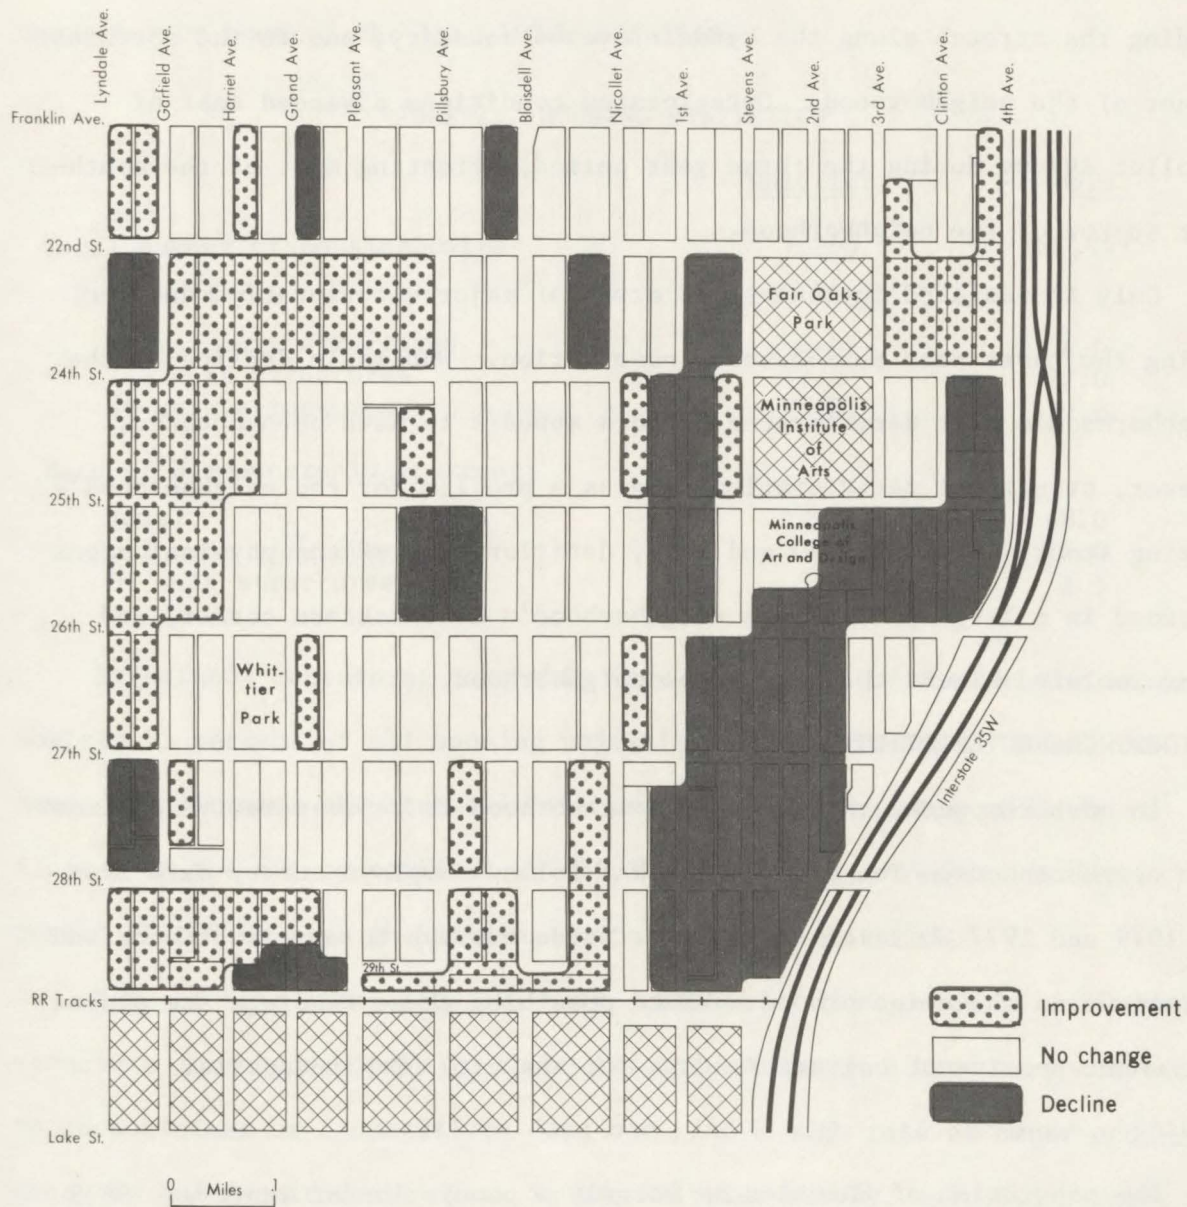 Lyndale Ave.
Garfield Ave.
Harriet Ave.
Grand Ave.
Pleasant Ave.
Pillsbury Ave.
Blaisdell Ave.
Nicollet Ave.
1st Ave.
Stevens Ave.
2nd Ave.
3rd Ave.
Clinton Ave.
4th Ave.
Franklin Ave.
22nd St.
Fair Oaks
Park
24th St.
Minneapolis
Institute
of
Arts
25th St.
Minneapolis
College of
Art and Design
26th St.
Whit-
tier
Park
27th St.
Interstate 35W
28th St.
29th St.
RR Tracks
Improvement
No change
Decline
Lake St.
0 Miles 1